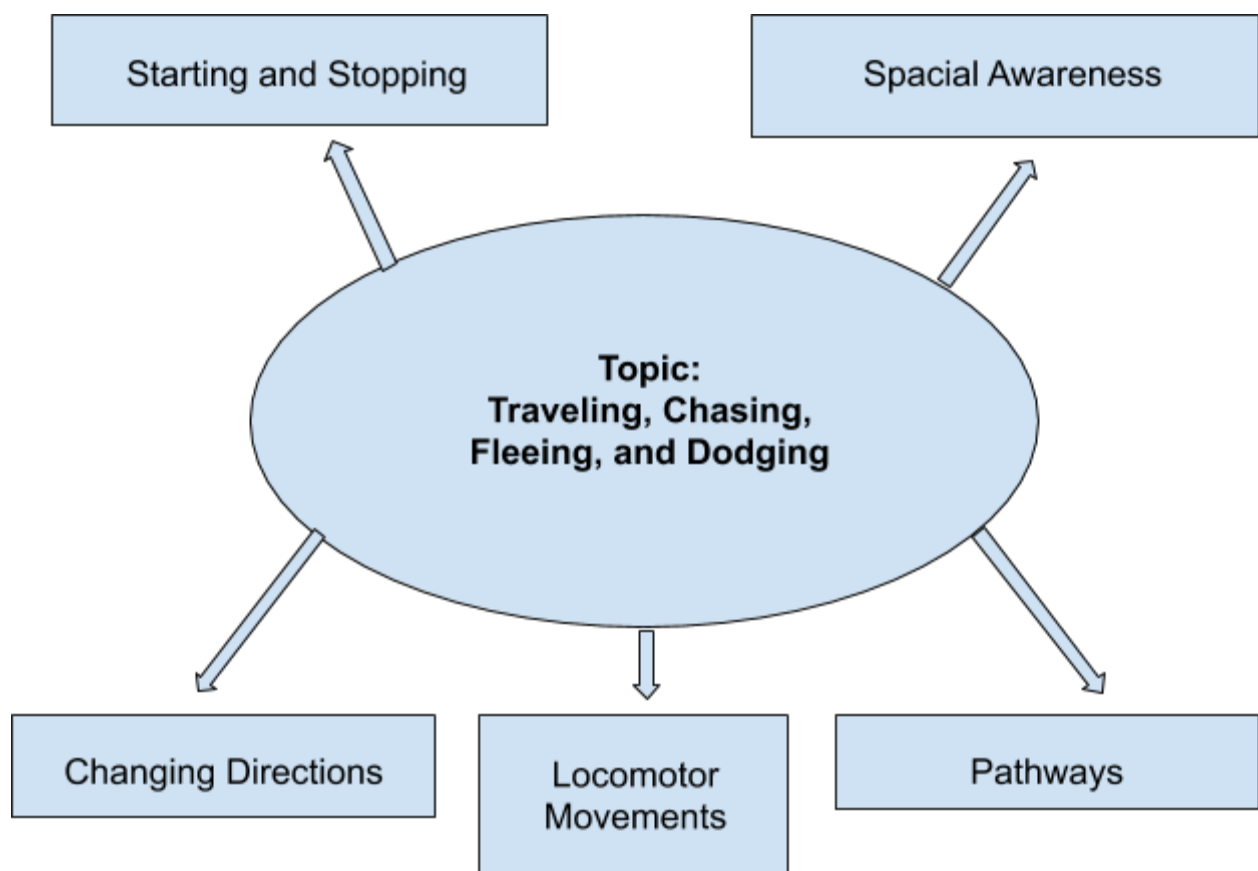 Starting and Stopping
Spacial Awareness
Topic:
Traveling, Chasing,
Fleeing, and Dodging
Changing Directions
Locomotor
Movements
Pathways